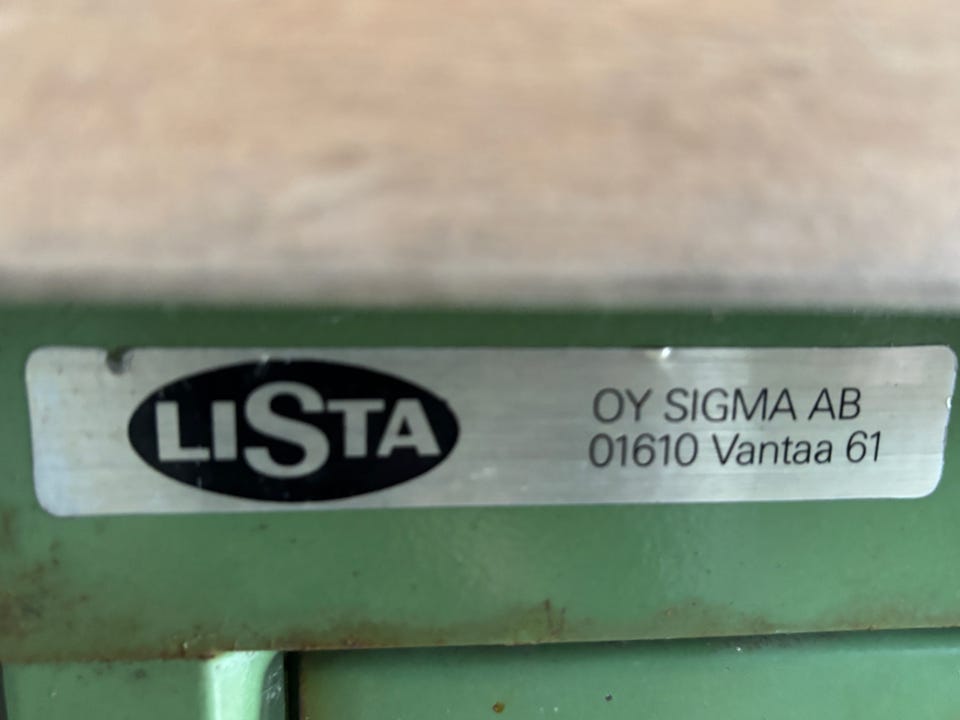 LISTA
OY SIGMA AB
01610 Vantaa 61